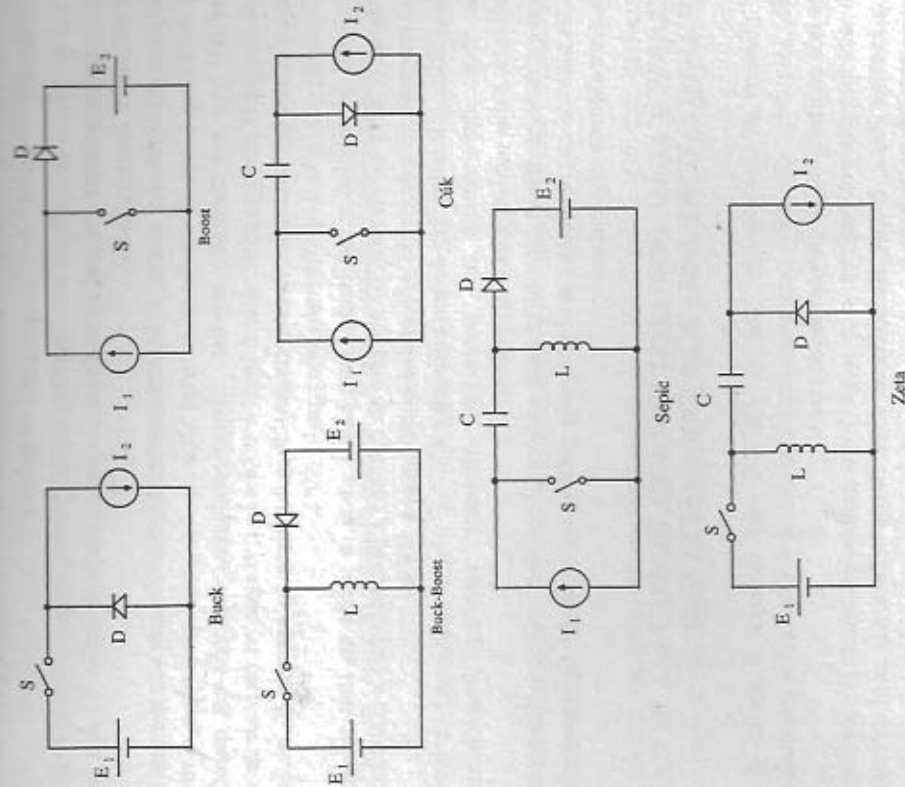 S
E₁
D
I₂
Buck
I₁
S
D
E₂
Boost
S
E₁
L
D
E₂
Buck-Boost
I₁
S
C
D
I₂
Cúk
I₁
S
C
L
D
E₂
Sepic
S
E₁
L
C
D
I₂
Zeta